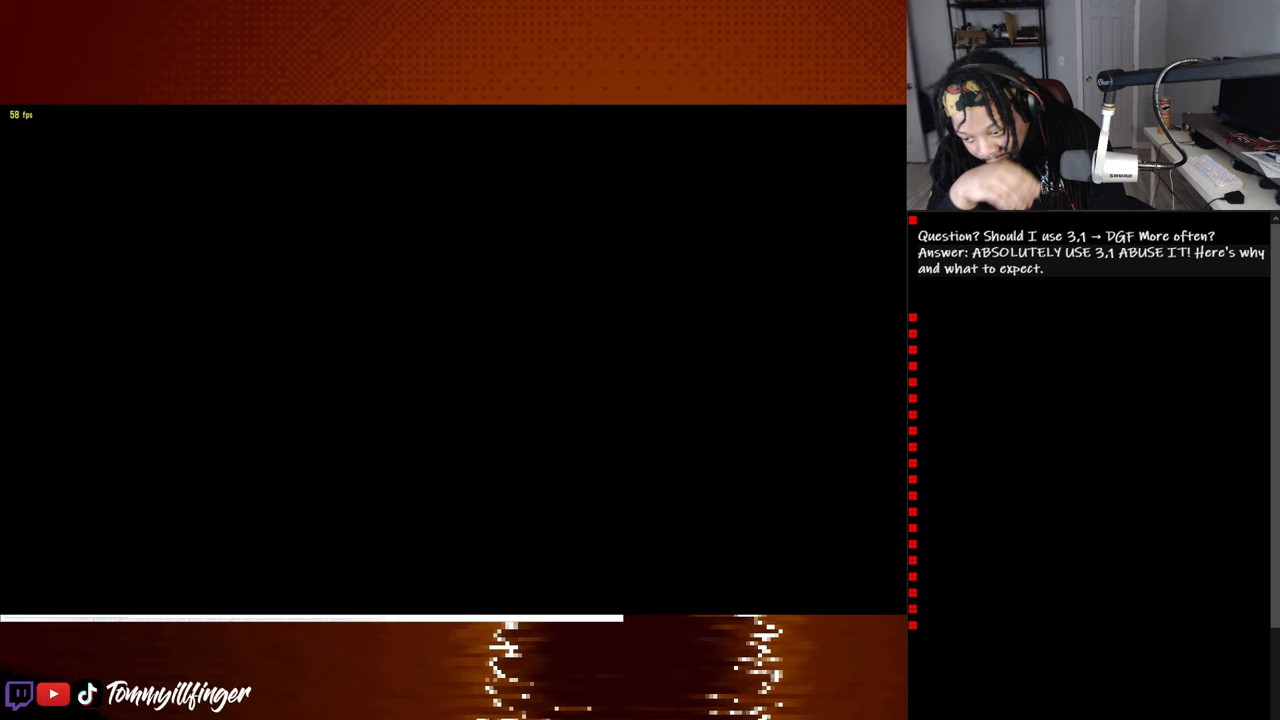 58 fps
SHURE
Question? Should I use 3,1 → DGF More often?
Answer: ABSOLUTELY USE 3,1 ABUSE IT! Here's why
and what to expect.
Tommyillfinger